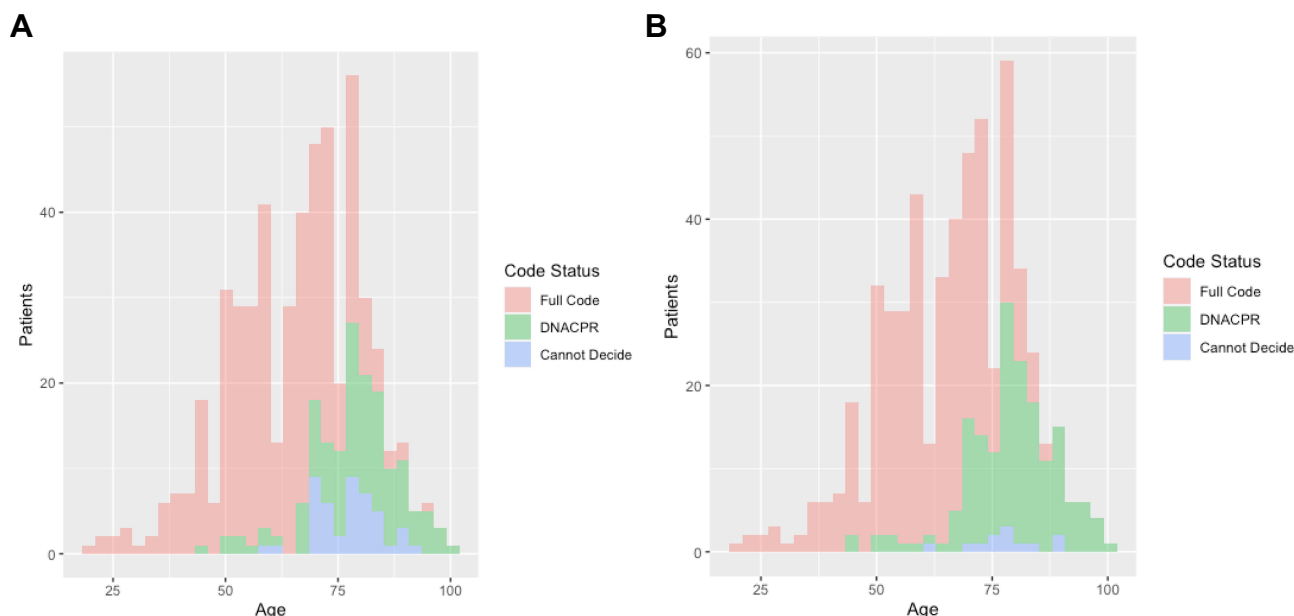 A
Patients
40
20
0
25
50
75
100
Age
Code Status
Full Code
DNACPR
Cannot Decide
B
Patients
60
40
20
0
25
50
75
100
Age
Code Status
Full Code
DNACPR
Cannot Decide